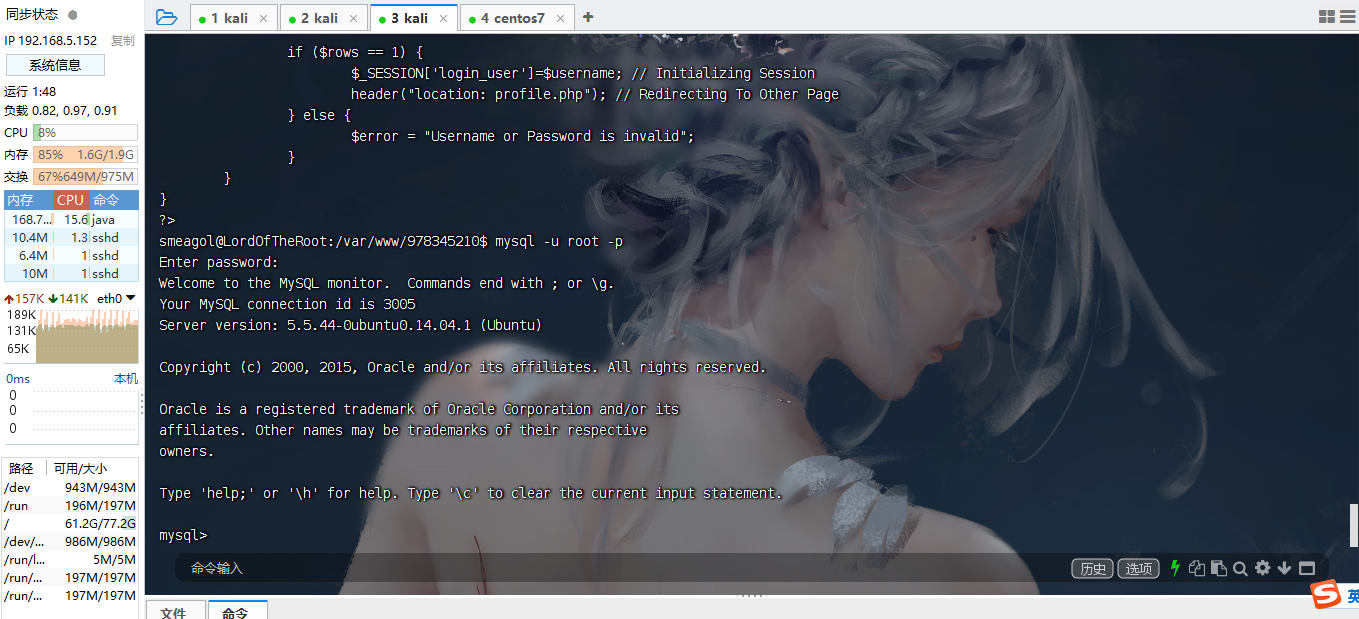 同步状态
IP 192.168.5.152 复制
系统信息
运行 1:48
负载 0.82, 0.97, 0.91
CPU 8%
内存 85% 1.6G/1.9G
交换 67% 649M/975M
内存 CPU 命令
168.7... 15.6 java
10.4M 1.3 sshd
6.4M 1 sshd
10M 1 sshd
157K 141K eth0
189K
131K
65K
0ms 本机
0
0
0
路径 可用/大小
/dev 943M/943M
/run 196M/197M
/ 61.2G/77.2G
/dev/... 986M/986M
/run/l... 5M/5M
/run/... 197M/197M
/run/... 197M/197M
1 kali × 2 kali × 3 kali × 4 centos7 × +
if ($rows == 1) {
$_SESSION['login_user']=$username; // Initializing Session
header("location: profile.php"); // Redirecting To Other Page
} else {
$error = "Username or Password is invalid";
}
}
}
?>
smeagol@LordOfTheRoot:/var/www/978345210$ mysql -u root -p
Enter password:
Welcome to the MySQL monitor.  Commands end with ; or \g.
Your MySQL connection id is 3005
Server version: 5.5.44-0ubuntu0.14.04.1 (Ubuntu)
Copyright (c) 2000, 2015, Oracle and/or its affiliates. All rights reserved.
Oracle is a registered trademark of Oracle Corporation and/or its
affiliates. Other names may be trademarks of their respective
owners.
Type 'help;' or '\h' for help. Type '\c' to clear the current input statement.
mysql>
命令输入 历史 选项
文件 命令
S 英